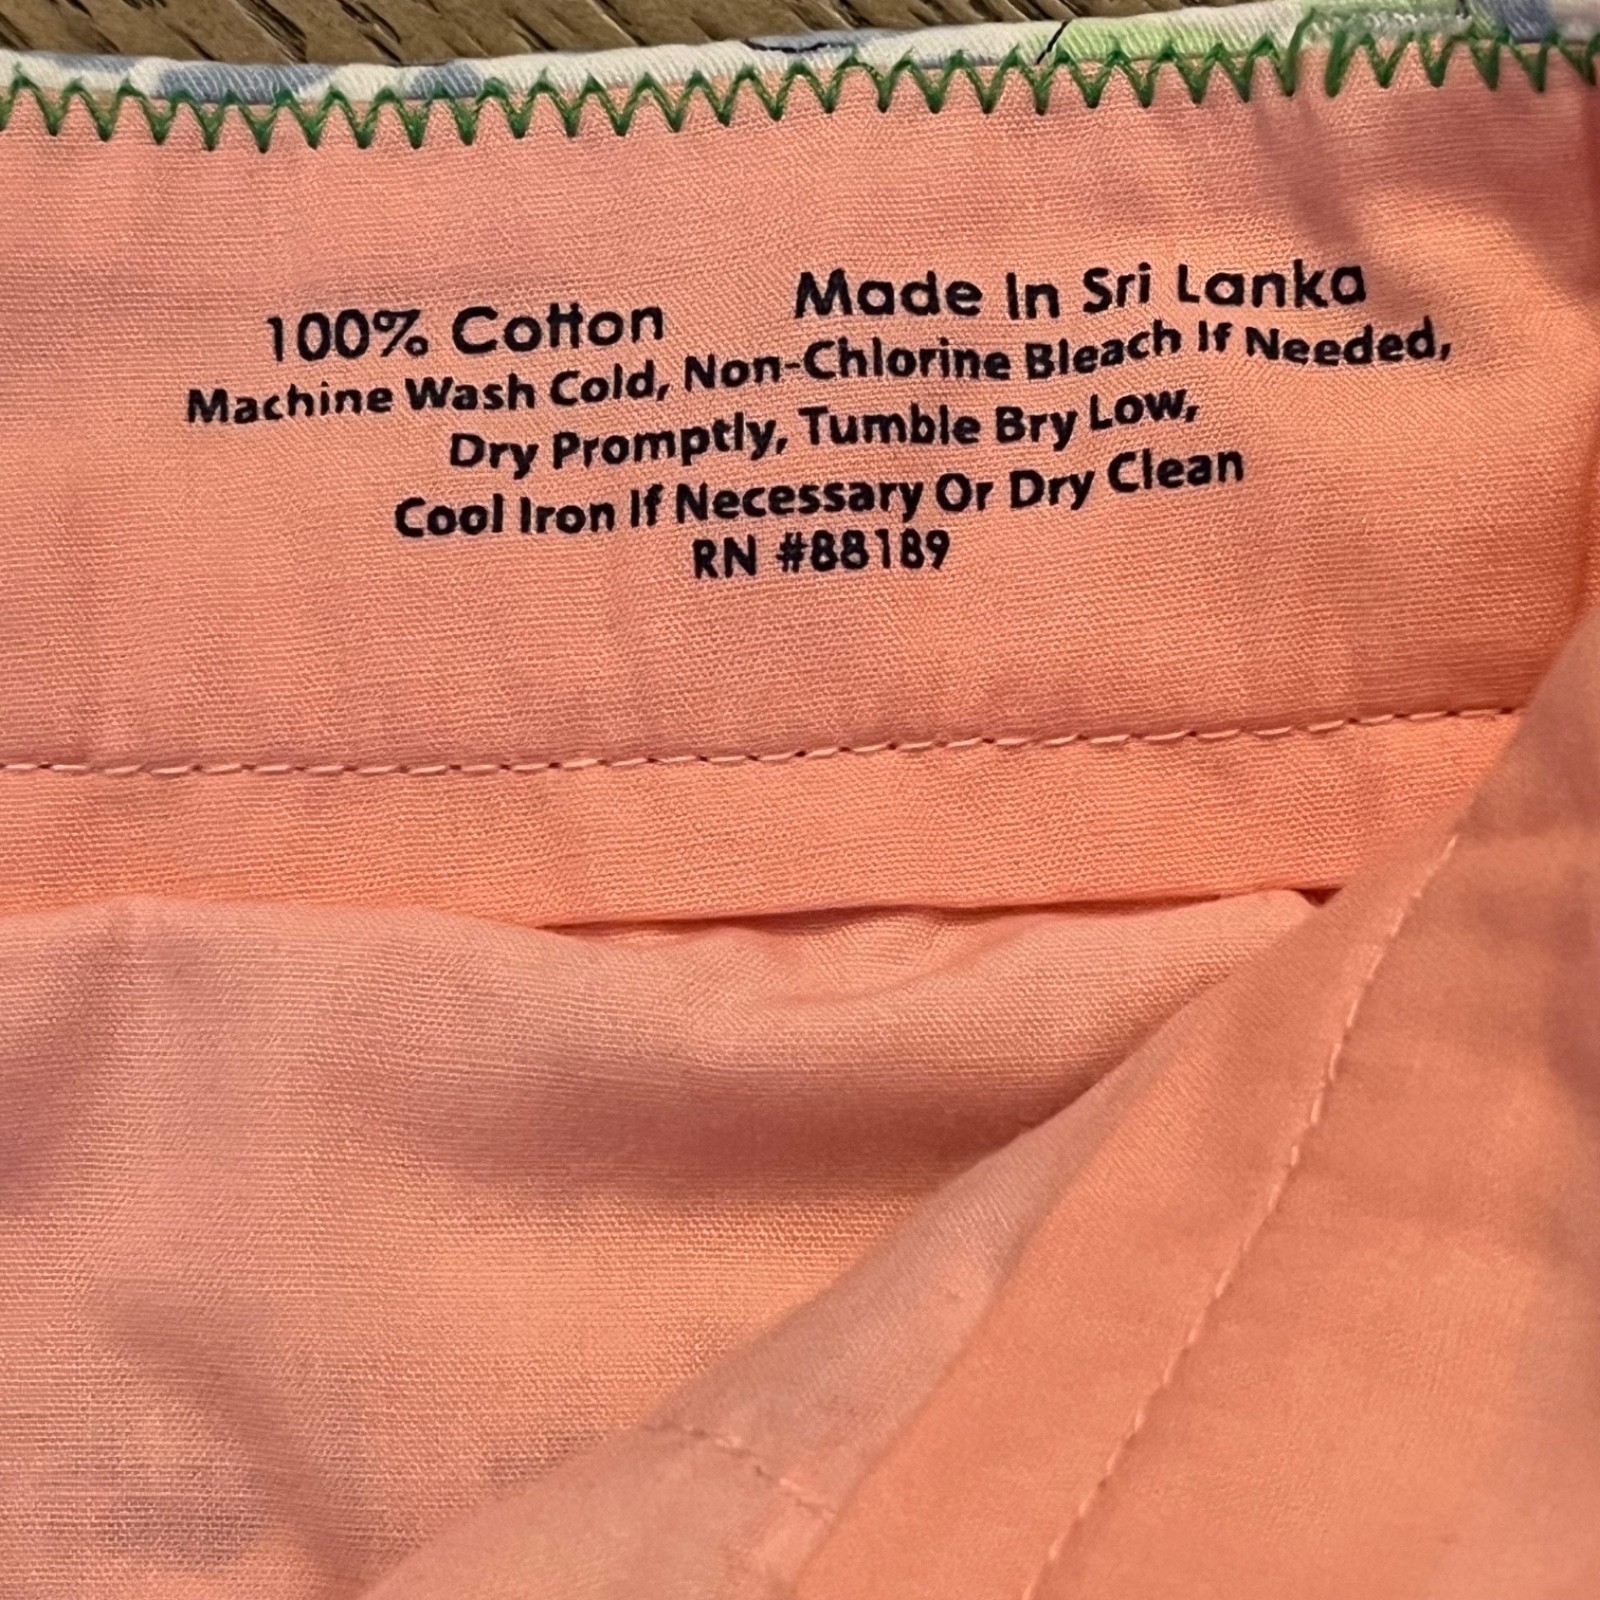 100% Cotton Made In Sri Lanka
Machine Wash Cold, Non-Chlorine Bleach If Needed,
Dry Promptly, Tumble Bry Low,
Cool Iron If Necessary Or Dry Clean
RN #88189